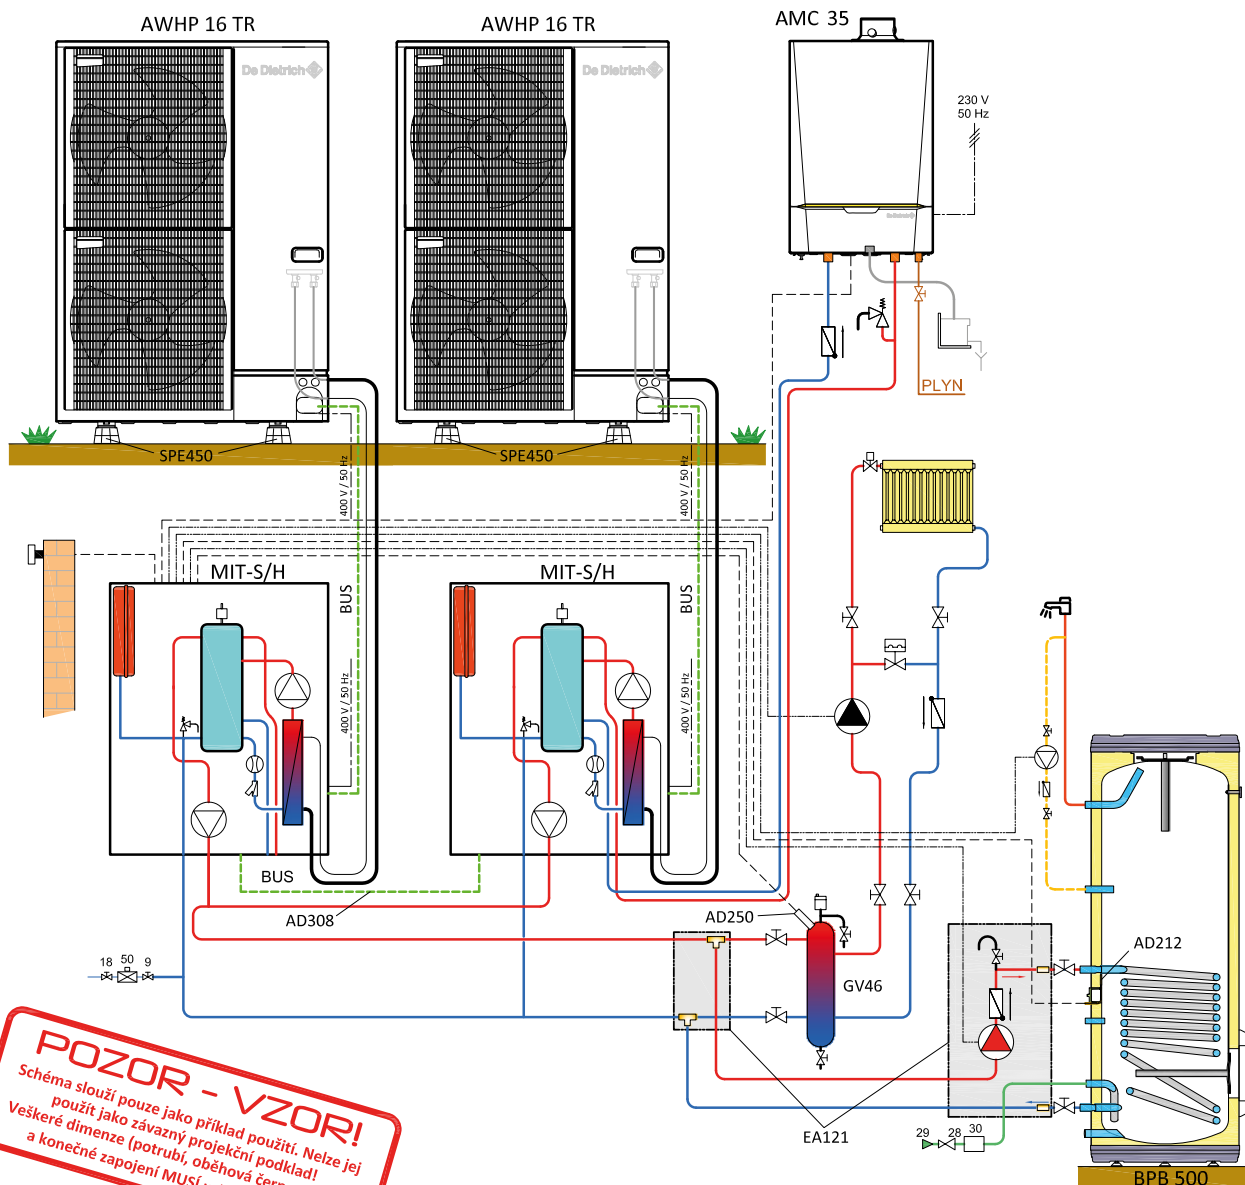 AWHP 16 TR
AWHP 16 TR
AMC 35
De Dietrich
De Dietrich
230 V
50 Hz
De Dietrich
PLYN
SPE450
SPE450
400 V / 50 Hz
400 V / 50 Hz
MIT-S/H
MIT-S/H
BUS
BUS
400 V / 50 Hz
400 V / 50 Hz
BUS
AD308
AD250
GV46
AD212
18
50
9
EA121
29
28
30
BPB 500
POZOR - VZOR!
Schéma slouží pouze jako příklad použití. Nelze jej
použít jako závazný projekční podklad!
Veškeré dimenze (potrubí, oběhová
a konečné zapojení MUSÍ